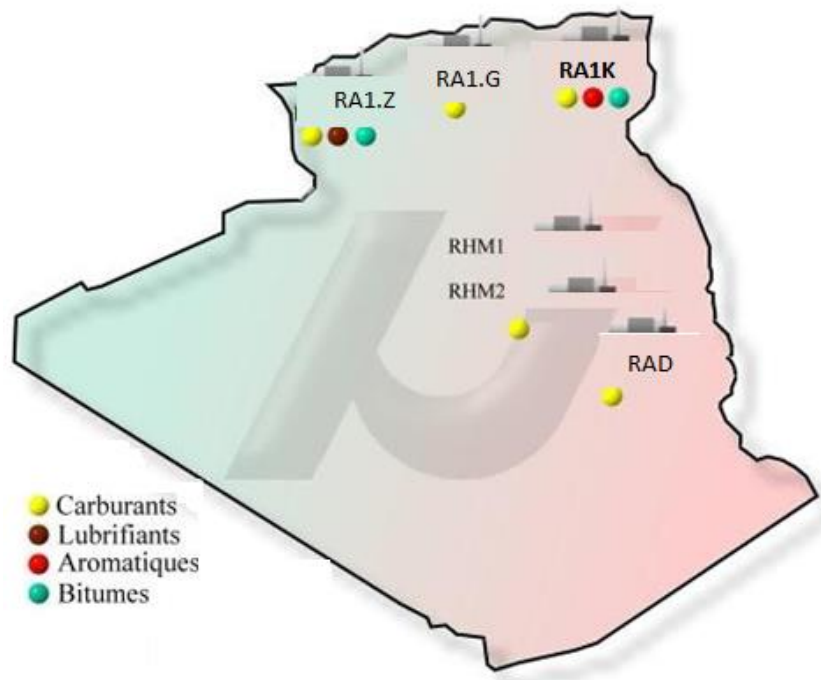 RA1.Z
RA1.G
RA1K
RHM1
RHM2
RAD
Carburants
Lubrifiants
Aromatiques
Bitumes